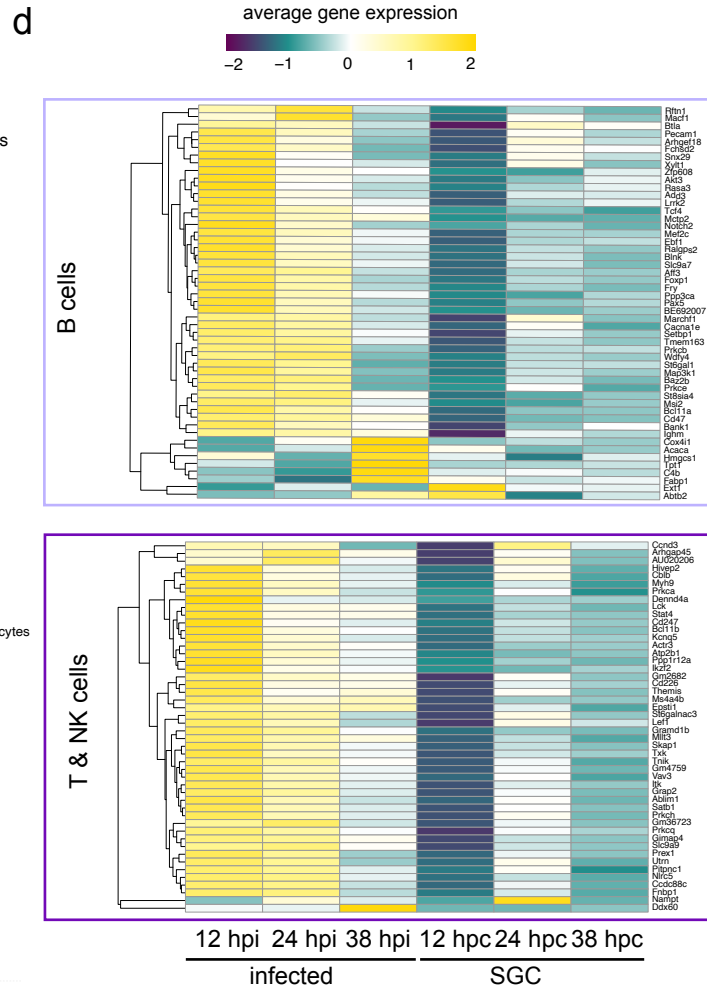 d
average gene expression
−2 −1 0 1 2
s
B cells
Rftn1
Macf1
Btla
Pecam1
Arhgef18
Fchsd2
Snx29
Xylt1
Zfp608
Akt3
Rasa3
Add3
Lrrk2
Tcf4
Mctp2
Notch2
Mef2c
Ebf1
Ralgps2
Blnk
Slc9a7
Aff3
Foxp1
Fry
Ppp3ca
Pax5
BE692007
Marchf1
Cacna1e
Setbp1
Tmem163
Prkcb
Wdfy4
St6gal1
Map3k1
Baz2b
Prkce
St8sia4
Msi2
Bcl11a
Cd47
Bank1
Ighm
Cox4i1
Acaca
Hmgcs1
Tpt1
C4b
Fabp1
Ext1
Abtb2
cytes
T & NK cells
Ccnd3
Arhgap45
AU020206
Hivep2
Cblb
Myh9
Prkca
Dennd4a
Lck
Stat4
Cd247
Bcl11b
Kcnq5
Actr3
Atp2b1
Ppp1r12a
Ikzf2
Gm2682
Cd226
Themis
Ms4a4b
Epsti1
St6galnac3
Lef1
Gramd1b
Mllt3
Skap1
Txk
Tnik
Gm4759
Vav3
Itk
Grap2
Ablim1
Satb1
Prkch
Gm36723
Prkcq
Gimap4
Slc9a9
Prex1
Utrn
Pitpnc1
Nlrc5
Ccdc88c
Fnbp1
Nampt
Ddx60
12 hpi 24 hpi 38 hpi 12 hpc 24 hpc 38 hpc
infected SGC